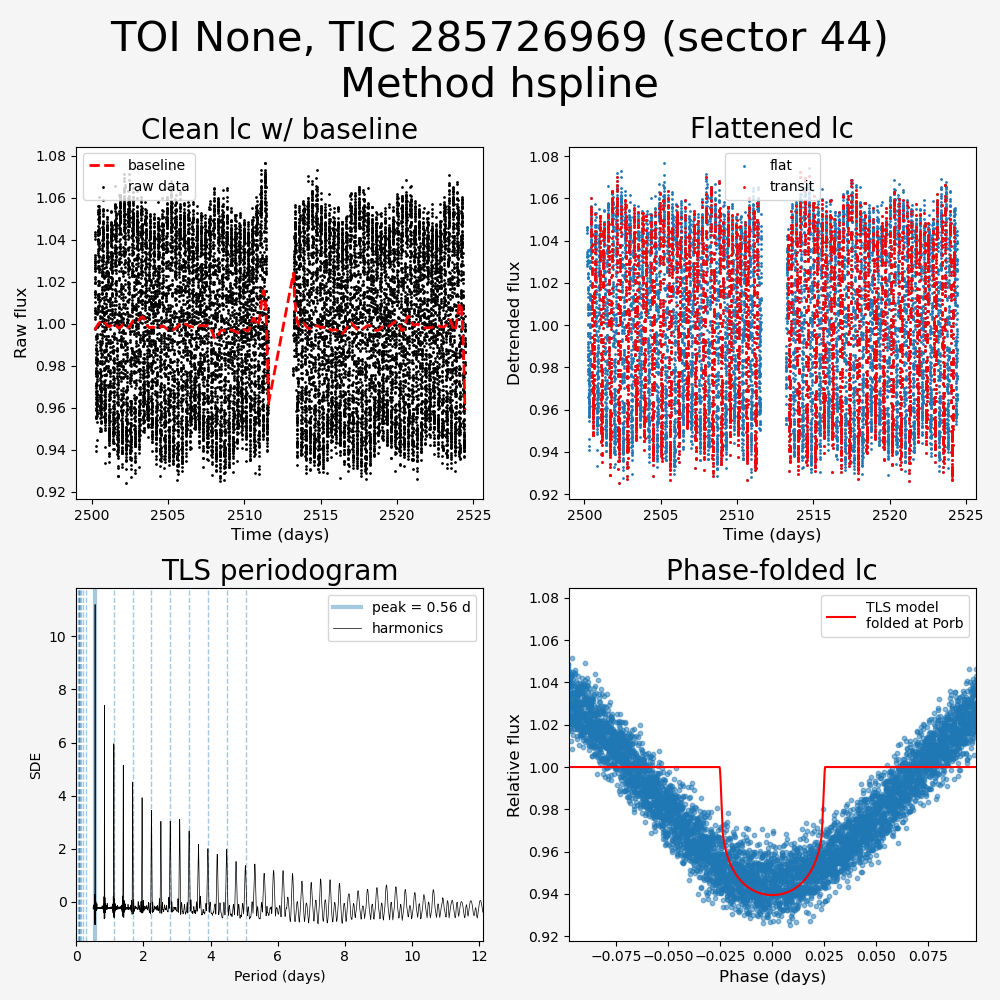 TOI None, TIC 285726969 (sector 44)
Method hspline
Clean lc w/ baseline
baseline
raw data
1.08
1.06
1.04
1.02
1.00
0.98
0.96
0.94
0.92
Raw flux
2500
2505
2510
2515
2520
2525
Time (days)
Flattened lc
flat
transit
1.08
1.06
1.04
1.02
1.00
0.98
0.96
0.94
0.92
Detrended flux
2500
2505
2510
2515
2520
2525
Time (days)
TLS periodogram
peak = 0.56 d
harmonics
10
8
6
4
2
0
SDE
0
2
4
6
8
10
12
Period (days)
Phase-folded lc
TLS model
folded at Porb
1.08
1.06
1.04
1.02
1.00
0.98
0.96
0.94
0.92
Relative flux
−0.075
−0.050
−0.025
0.000
0.025
0.050
0.075
Phase (days)